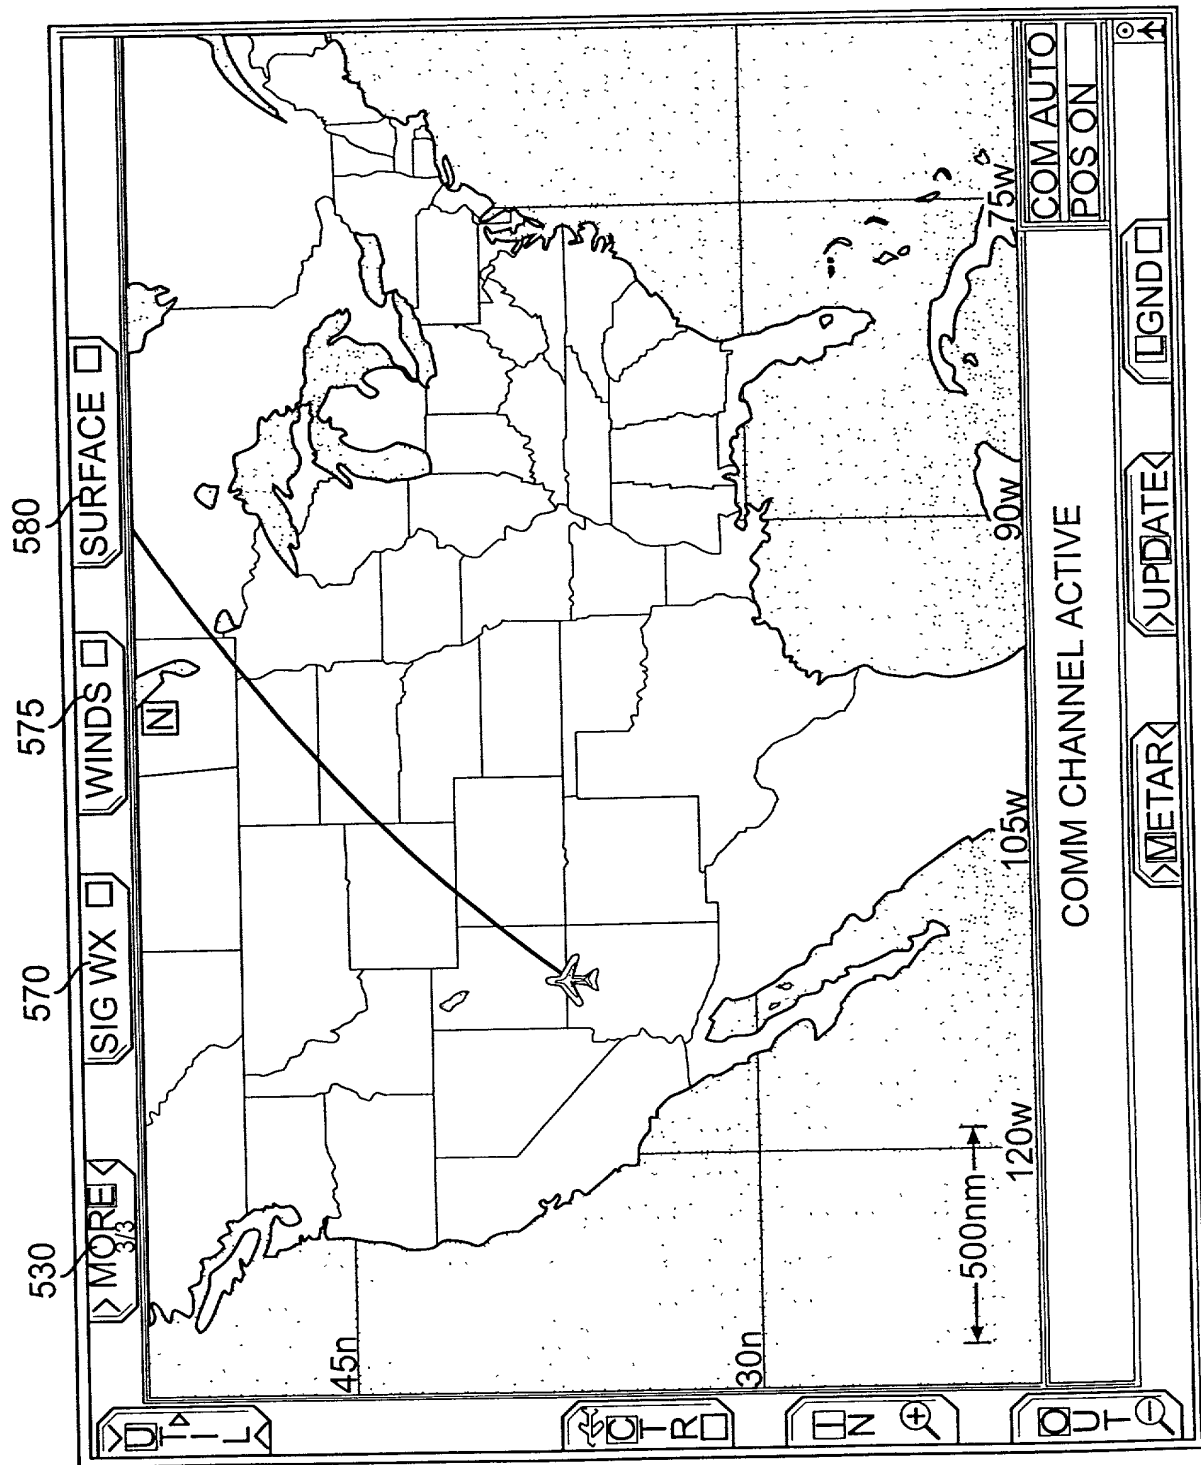 530
570
575
580
>MORE<
3/3
SIG WX
WINDS
SURFACE
>UTIL<
CTR
IN
OUT
N
45n
30n
500nm
120w
105w
90w
75w
COMM CHANNEL ACTIVE
COM AUTO
POS ON
>METAR<
>UPDATE<
LGND